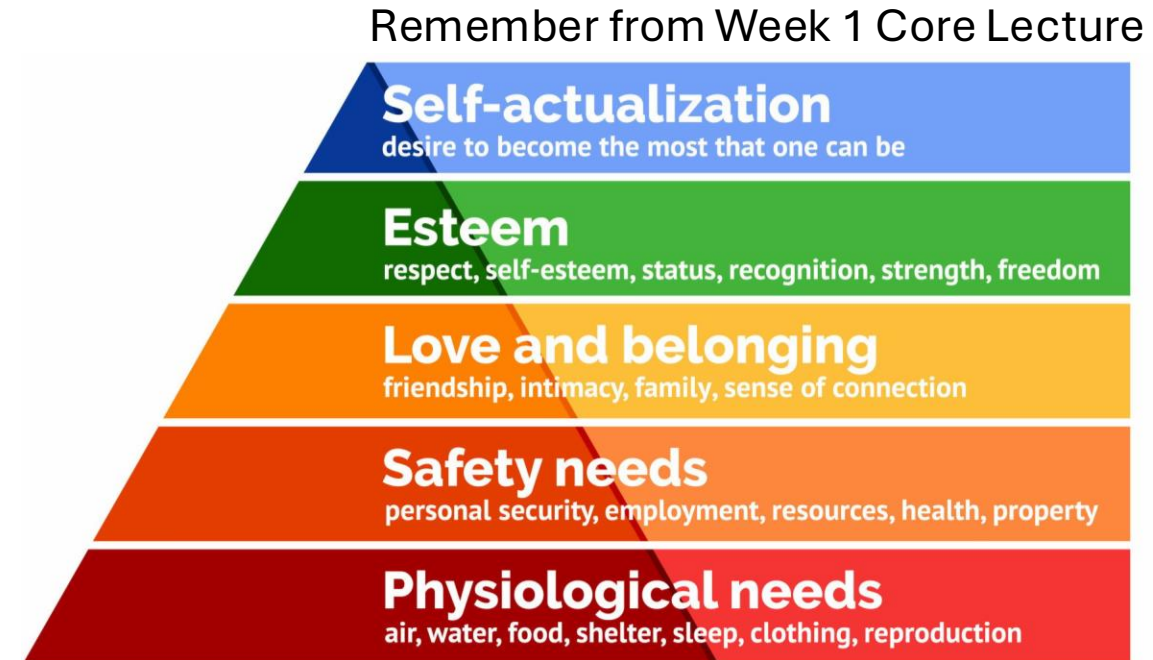 Remember from Week 1 Core Lecture
Self-actualization
desire to become the most that one can be
Esteem
respect, self-esteem, status, recognition, strength, freedom
Love and belonging
friendship, intimacy, family, sense of connection
Safety needs
personal security, employment, resources, health, property
Physiological needs
air, water, food, shelter, sleep, clothing, reproduction